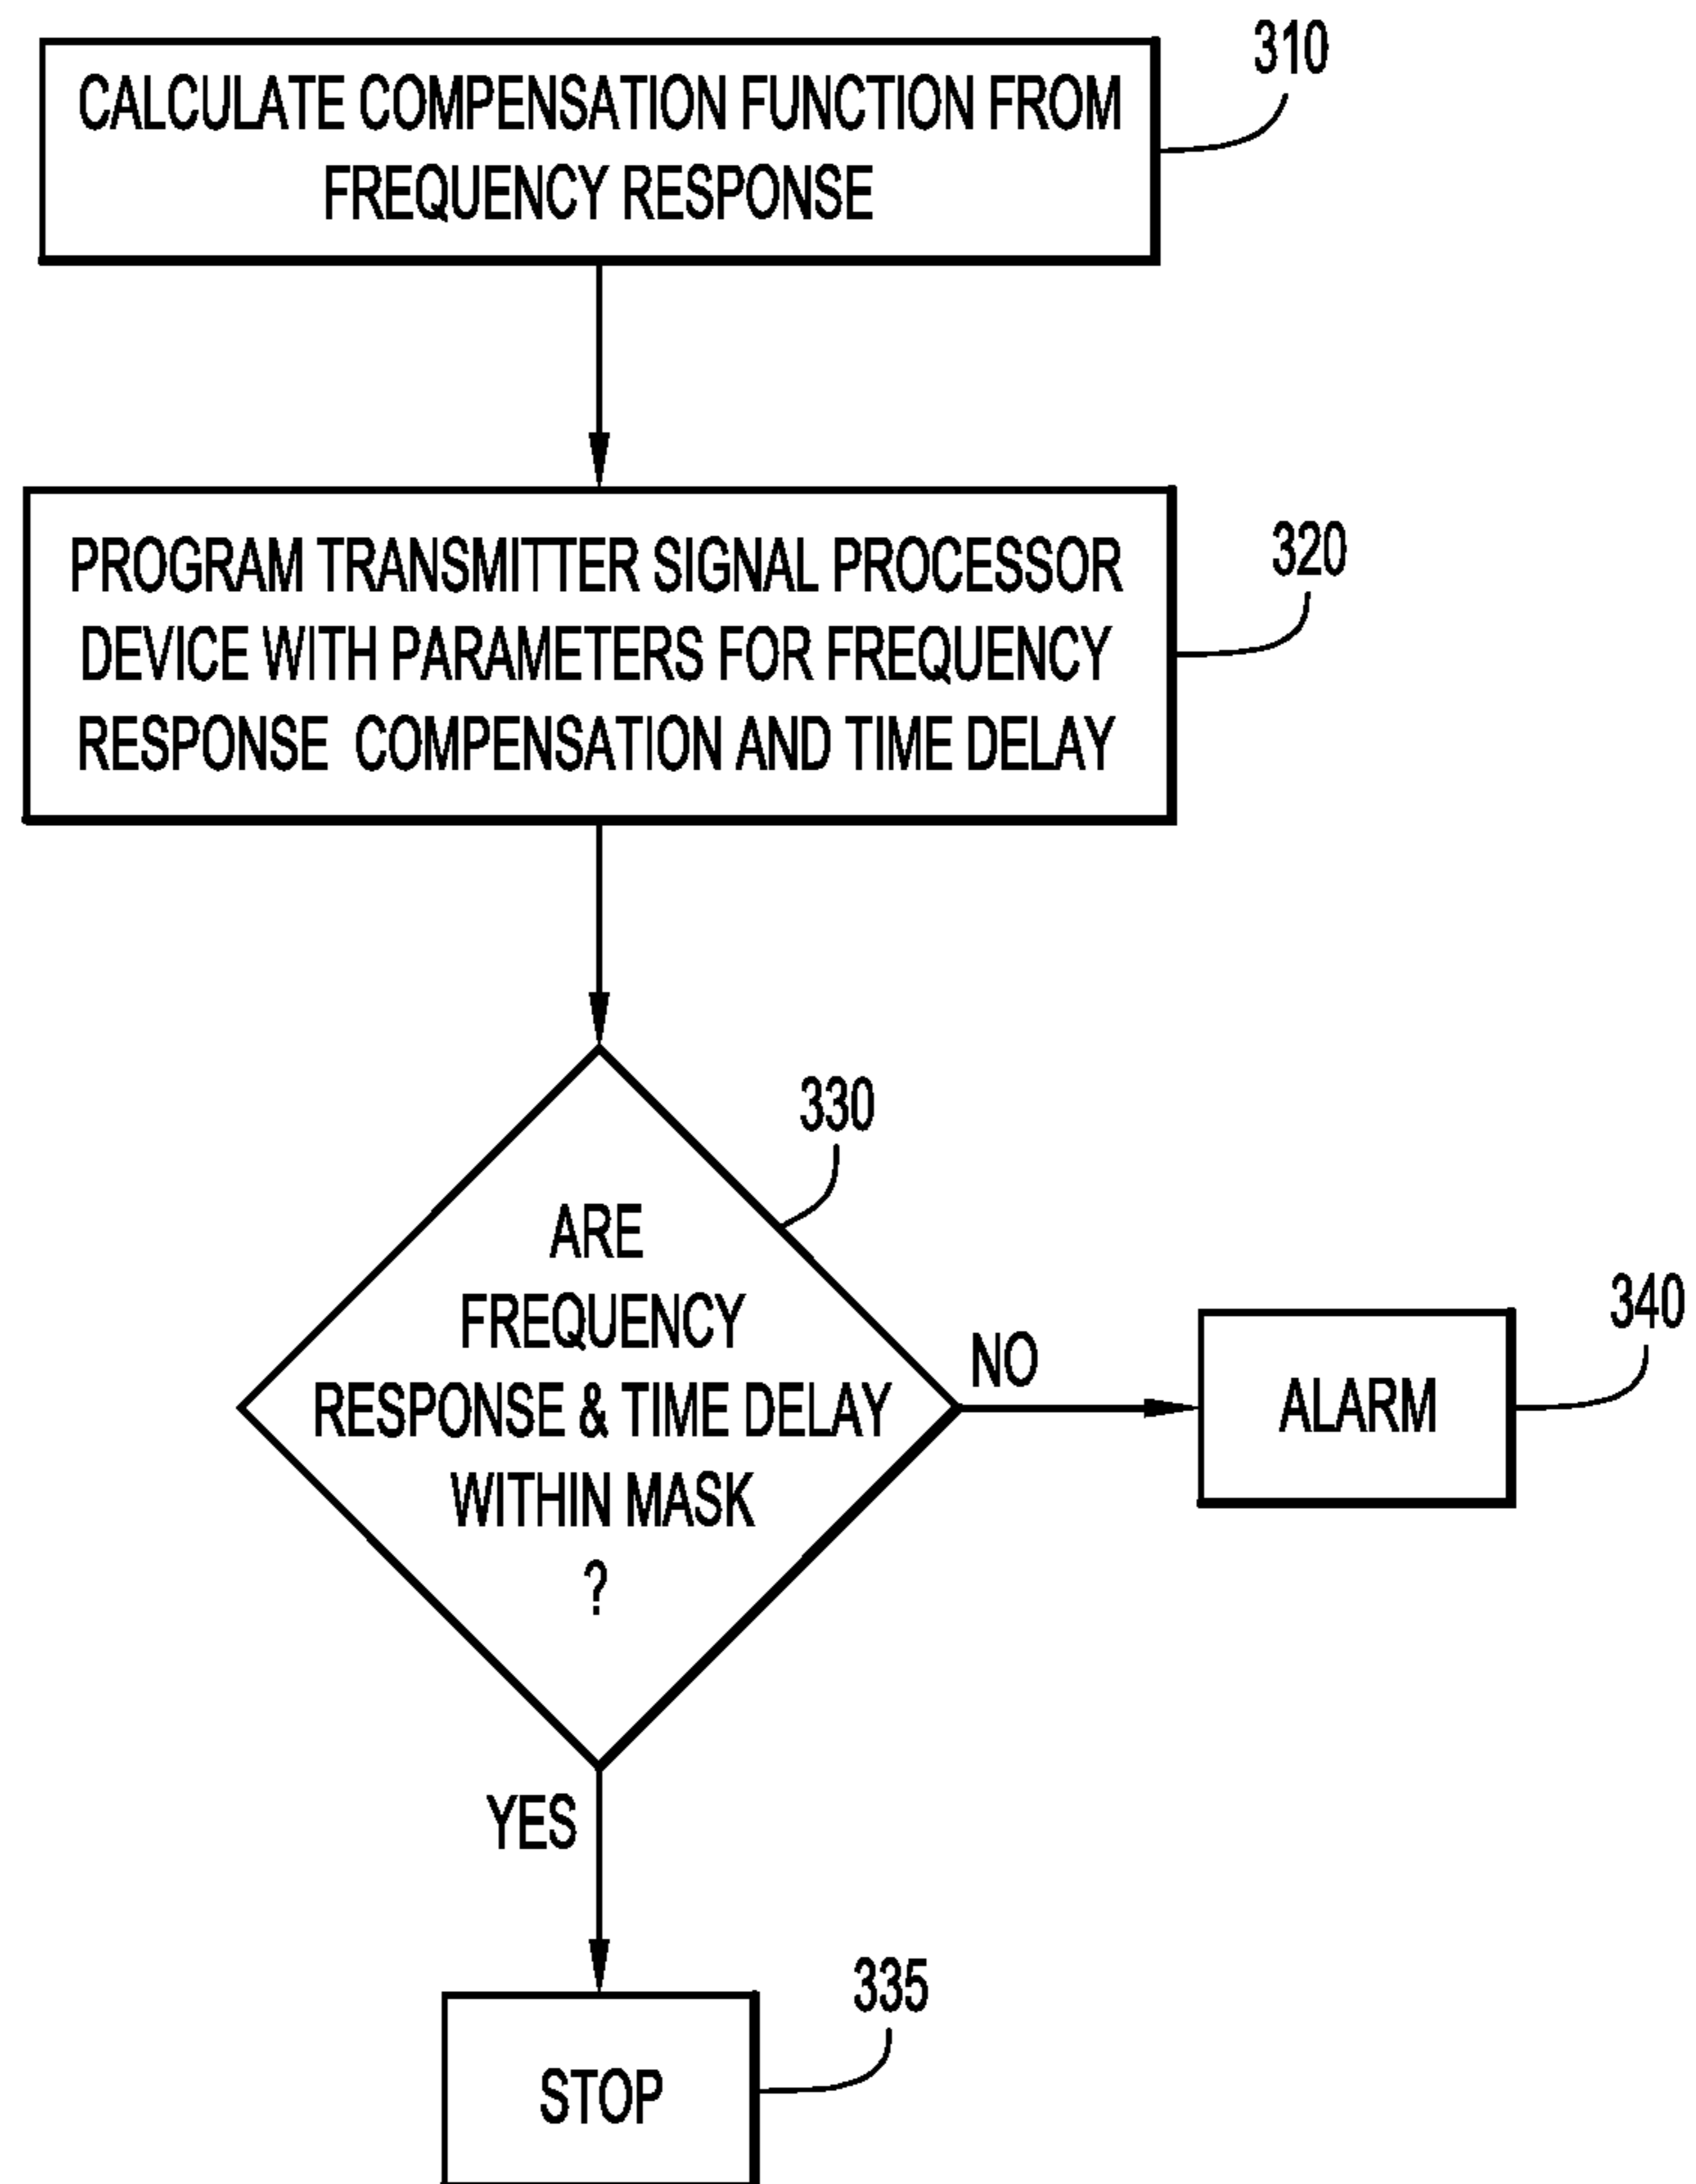 310
CALCULATE COMPENSATION FUNCTION FROM
FREQUENCY RESPONSE
320
PROGRAM TRANSMITTER SIGNAL PROCESSOR
DEVICE WITH PARAMETERS FOR FREQUENCY
RESPONSE COMPENSATION AND TIME DELAY
330
ARE
FREQUENCY
RESPONSE & TIME DELAY
WITHIN MASK
?
NO
340
ALARM
YES
335
STOP